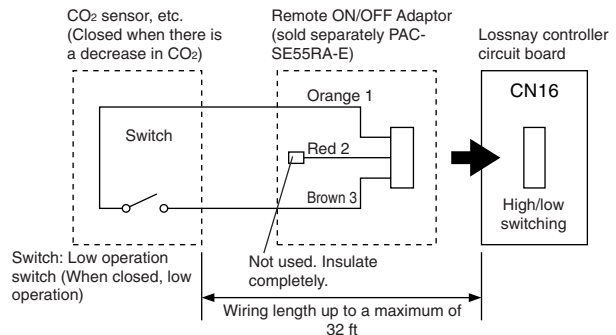 CO₂ sensor, etc.
(Closed when there is
a decrease in CO₂)
Remote ON/OFF Adaptor
(sold separately PAC-
SE55RA-E)
Lossnay controller
circuit board
Orange 1
CN16
Switch
Red 2
Brown 3
High/low
switching
Switch: Low operation
switch (When closed, low
operation)
Not used. Insulate
completely.
Wiring length up to a maximum of
32 ft